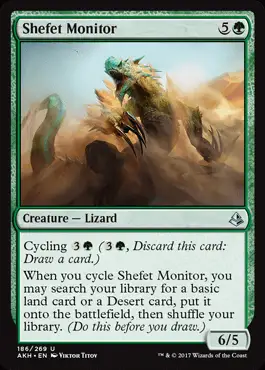 Shefet Monitor 5
Creature — Lizard
Cycling 3 (3, Discard this card:
Draw a card.)
When you cycle Shefet Monitor, you
may search your library for a basic
land card or a Desert card, put it
onto the battlefield, then shuffle your
library. (Do this before you draw.)
6/5
186/269 U
AKH • EN Viktor Titov
™ & © 2017 Wizards of the Coast